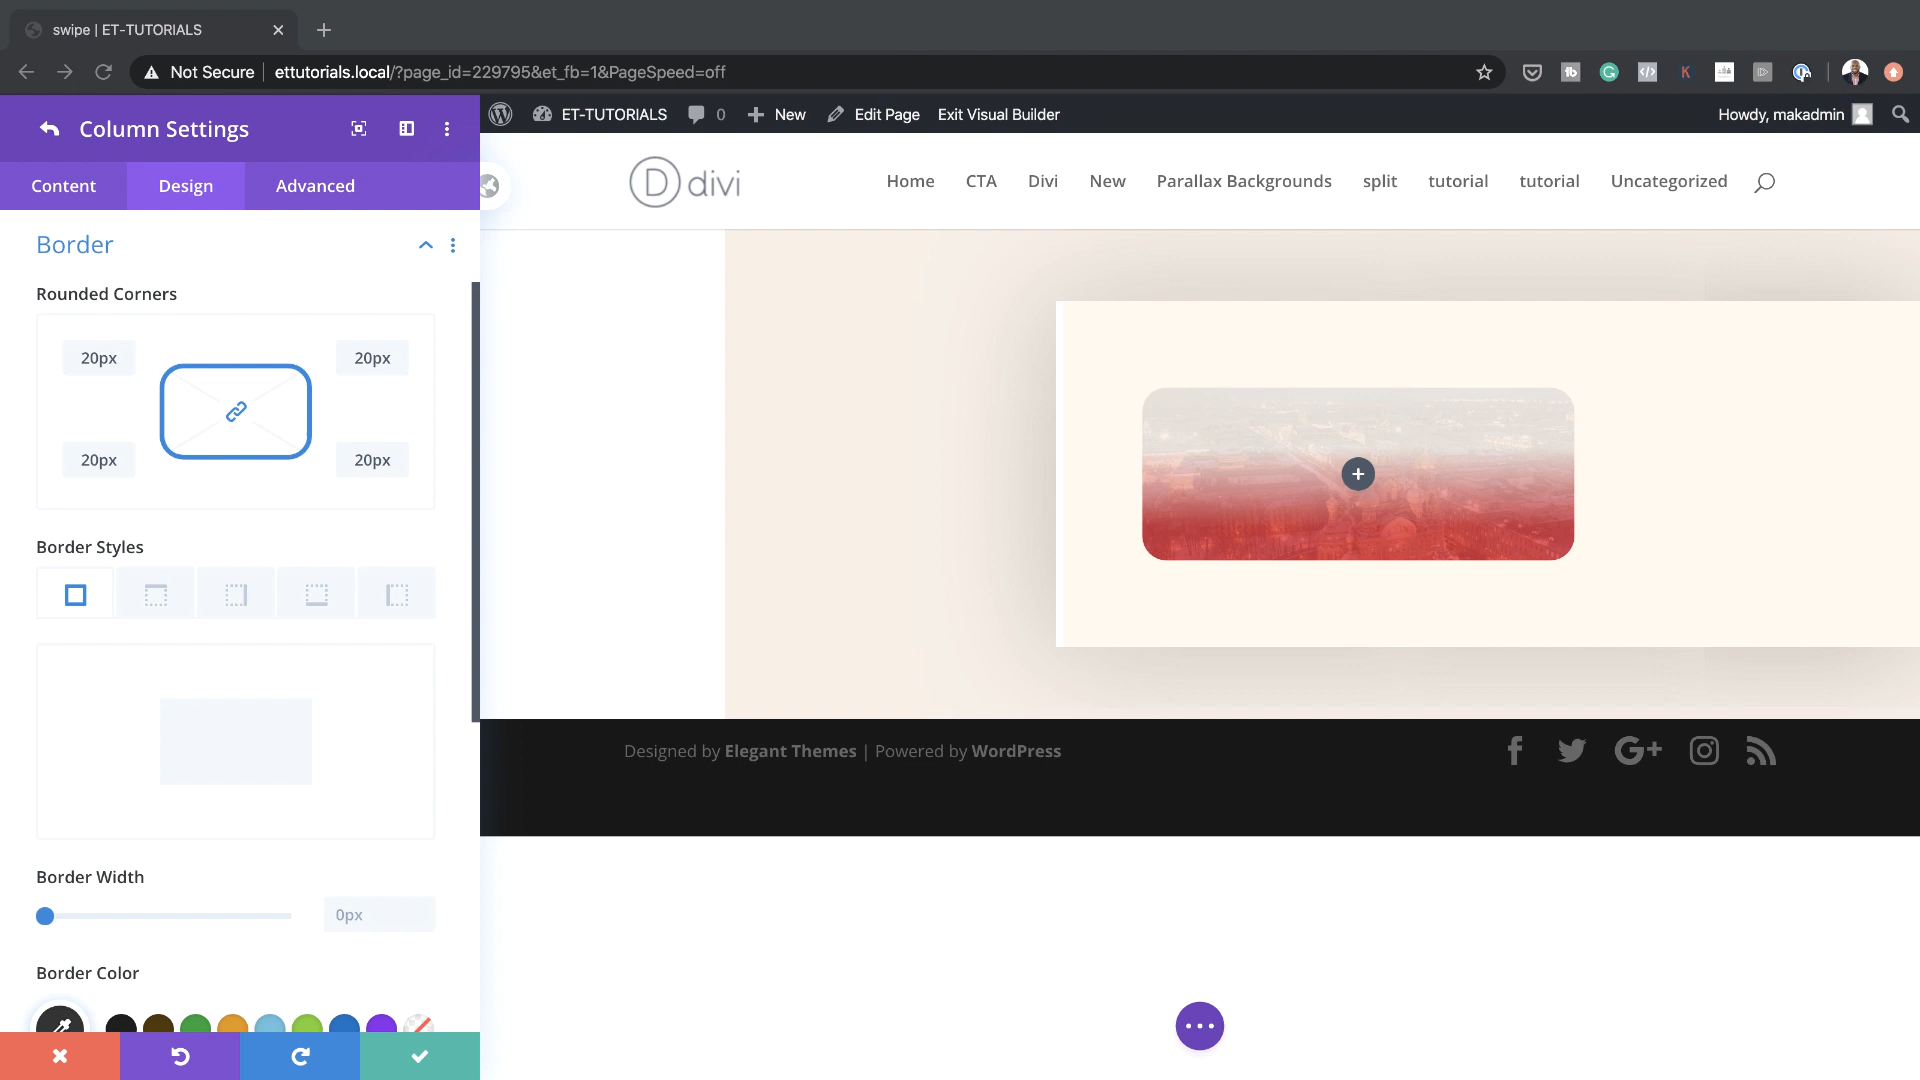 swipe | ET-TUTORIALS
Not Secure ettutorials.local/?page_id=229795&et_fb=1&PageSpeed=off
ET-TUTORIALS 0 New Edit Page Exit Visual Builder Howdy, makadmin
Column Settings
Content Design Advanced
D divi
Home CTA Divi New Parallax Backgrounds split tutorial tutorial Uncategorized
Border
Rounded Corners
20px 20px
20px 20px
Border Styles
Border Width
0px
Border Color
Designed by Elegant Themes | Powered by WordPress